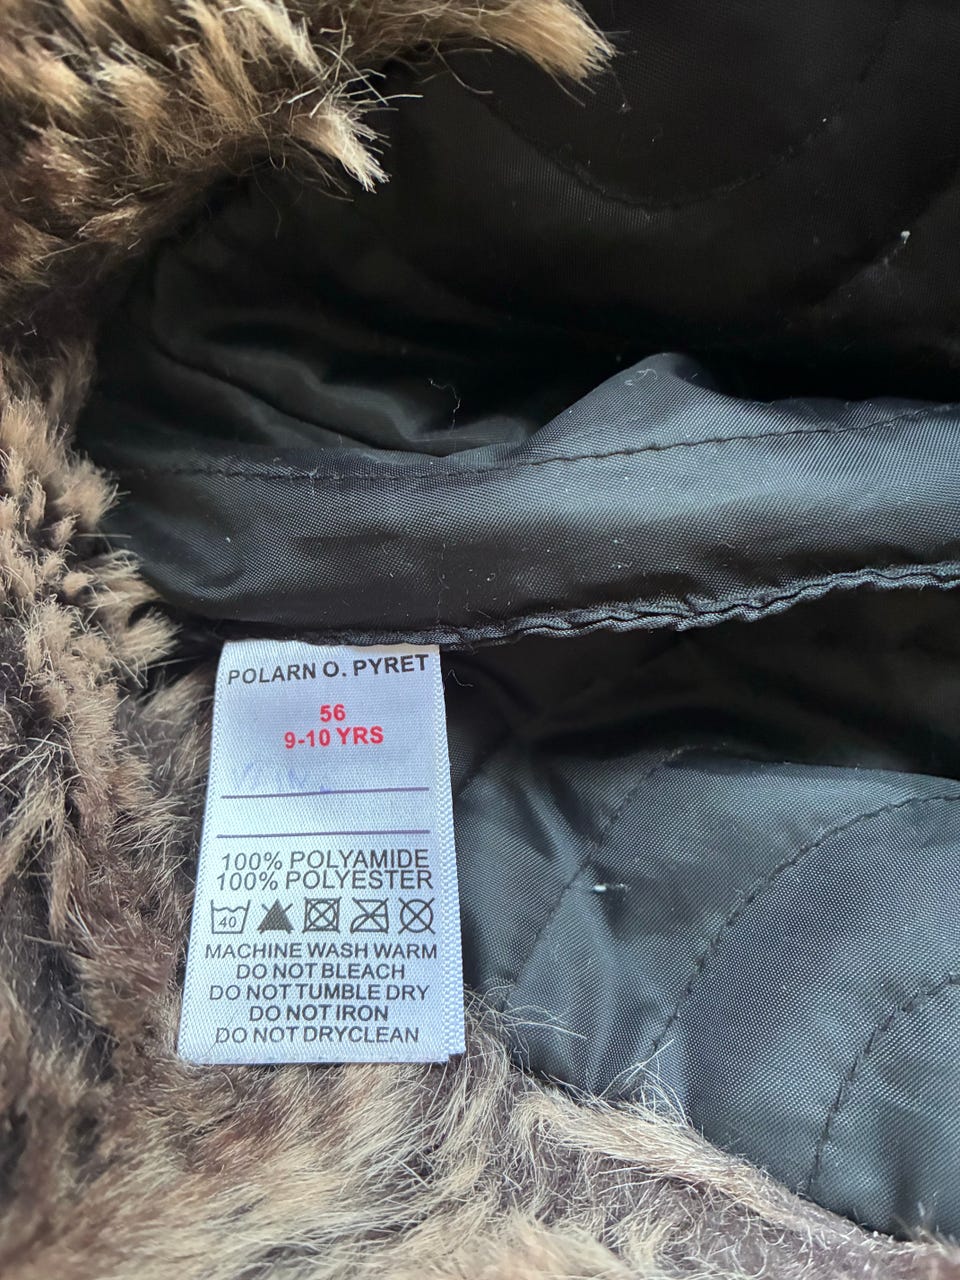 POLARN O. PYRET
56
9-10 YRS
100% POLYAMIDE
100% POLYESTER
40
MACHINE WASH WARM
DO NOT BLEACH
DO NOT TUMBLE DRY
DO NOT IRON
DO NOT DRYCLEAN